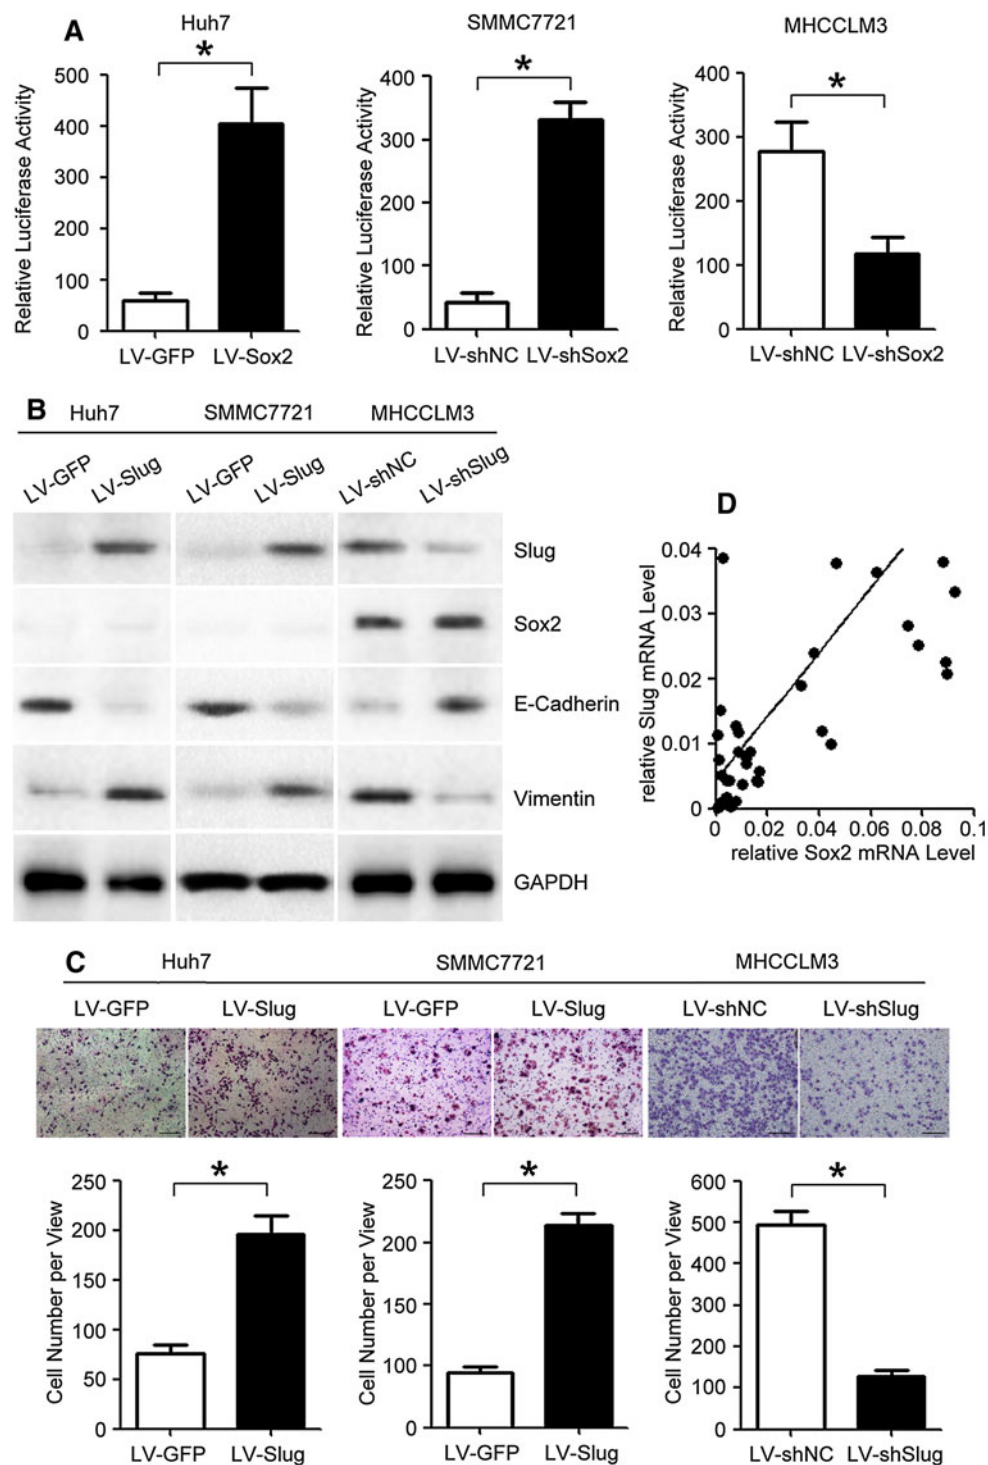 A
Huh7
SMMC7721
MHCCLM3
*
*
*
Relative Luciferase Activity
500
400
300
200
100
0
LV-GFP
LV-Sox2
Relative Luciferase Activity
400
300
200
100
0
LV-shNC
LV-shSox2
Relative Luciferase Activity
400
300
200
100
0
LV-shNC
LV-shSox2
B
Huh7
SMMC7721
MHCCLM3
LV-GFP
LV-Slug
LV-GFP
LV-Slug
LV-shNC
LV-shSlug
Slug
Sox2
E-Cadherin
Vimentin
GAPDH
D
relative Slug mRNA Level
0.04
0.03
0.02
0.01
0
0
0.02
0.04
0.06
0.08
0.1
relative Sox2 mRNA Level
C
Huh7
SMMC7721
MHCCLM3
LV-GFP
LV-Slug
LV-GFP
LV-Slug
LV-shNC
LV-shSlug
*
*
*
Cell Number per View
250
200
150
100
50
0
LV-GFP
LV-Slug
Cell Number per View
250
200
150
100
0
LV-GFP
LV-Slug
Cell Number per View
600
500
400
300
200
100
0
LV-shNC
LV-shSlug